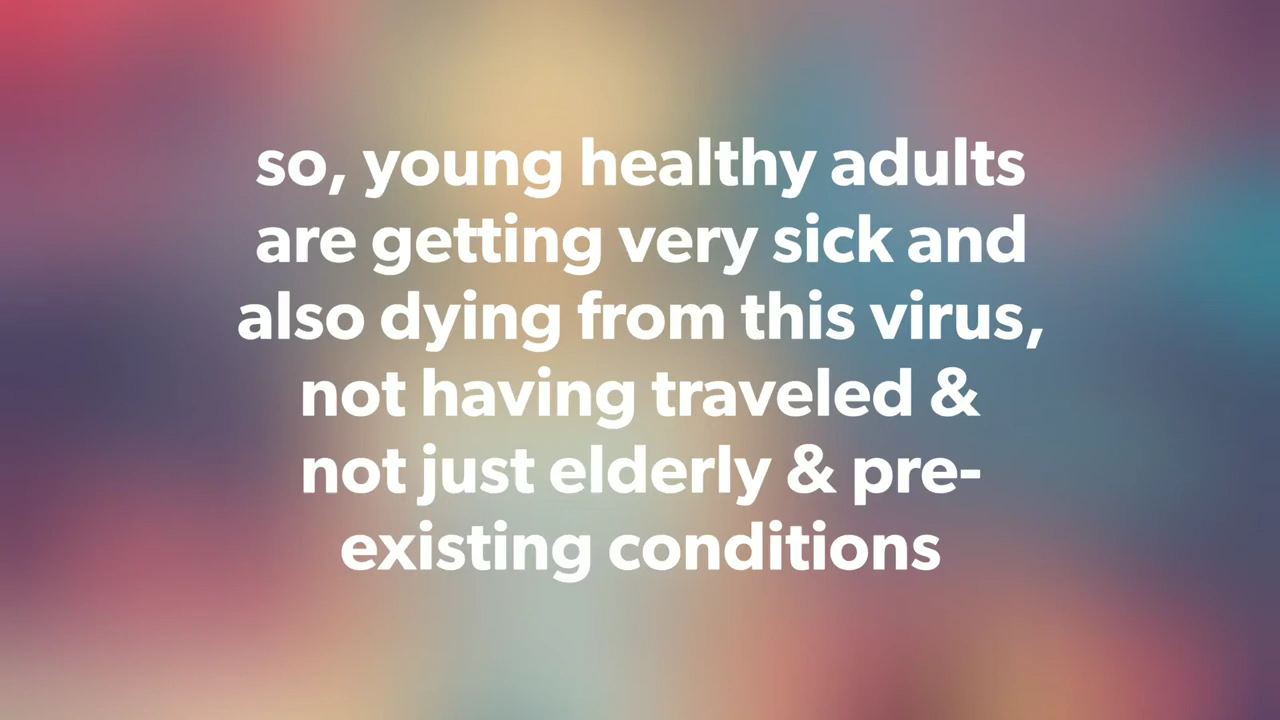 so, young healthy adults
are getting very sick and
also dying from this virus,
not having traveled &
not just elderly & pre-
existing conditions